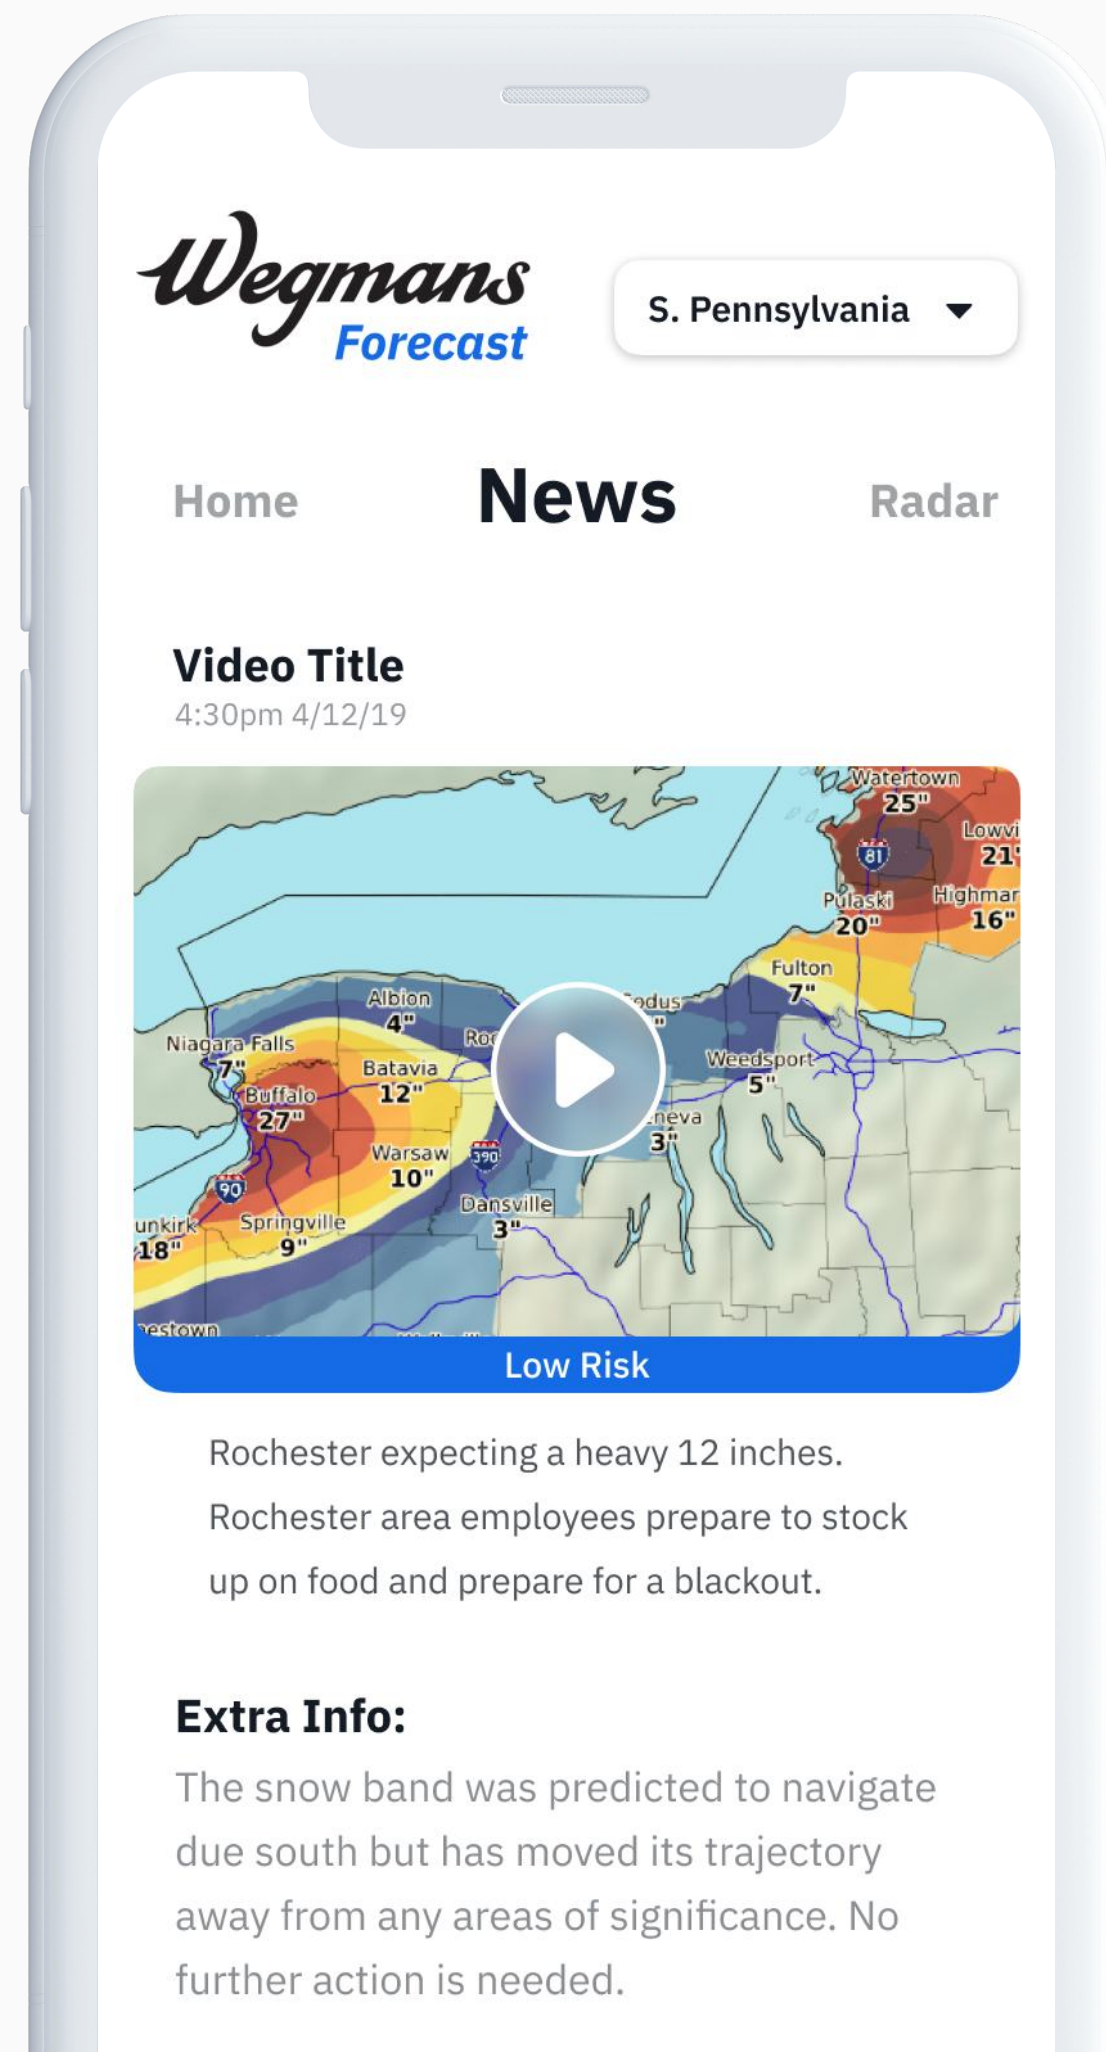 Wegmans
Forecast
S. Pennsylvania
Home
News
Radar
Video Title
4:30pm 4/12/19
Watertown
25"
81
Pulaski
20"
16"
Fulton
7"
Albion
4"
Niagara Falls
7"
Batavia
12"
Buffalo
27"
Weedsport
5"
3"
Warsaw
10"
390
90
Dansville
3"
Springville
9"
18"
Low Risk
Rochester expecting a heavy 12 inches.
Rochester area employees prepare to stock
up on food and prepare for a blackout.
Extra Info:
The snow band was predicted to navigate
due south but has moved its trajectory
away from any areas of significance. No
further action is needed.